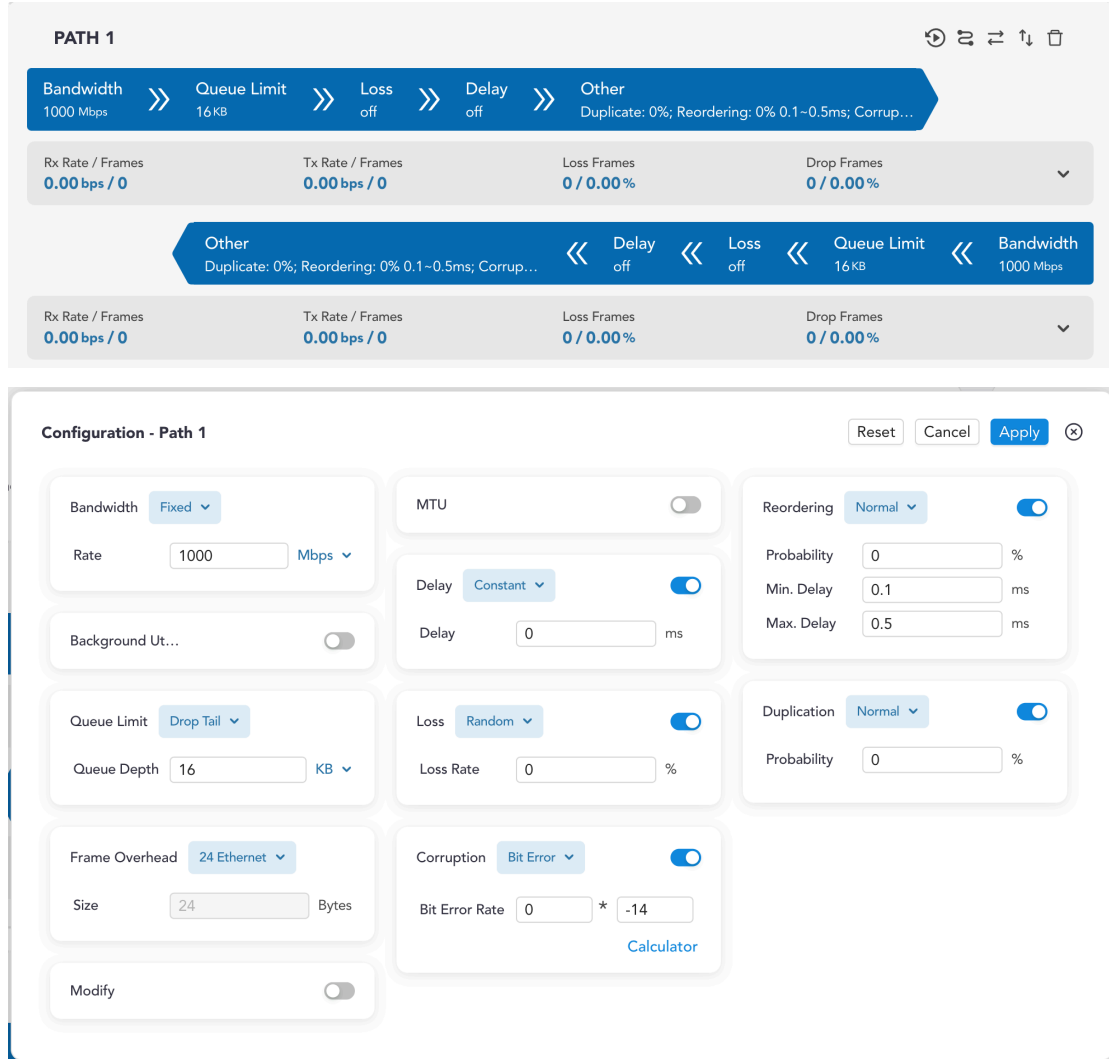 PATH 1
Bandwidth
1000 Mbps
Queue Limit
16 KB
Loss
off
Delay
off
Other
Duplicate: 0%; Reordering: 0% 0.1~0.5ms; Corrup...
Rx Rate / Frames
0.00 bps / 0
Tx Rate / Frames
0.00 bps / 0
Loss Frames
0 / 0.00 %
Drop Frames
0 / 0.00 %
Other
Duplicate: 0%; Reordering: 0% 0.1~0.5ms; Corrup...
Delay
off
Loss
off
Queue Limit
16 KB
Bandwidth
1000 Mbps
Rx Rate / Frames
0.00 bps / 0
Tx Rate / Frames
0.00 bps / 0
Loss Frames
0 / 0.00 %
Drop Frames
0 / 0.00 %
Configuration - Path 1
Reset
Cancel
Apply
Bandwidth Fixed
Rate 1000 Mbps
Background Ut...
Queue Limit Drop Tail
Queue Depth 16 KB
Frame Overhead 24 Ethernet
Size 24 Bytes
Modify
MTU
Delay Constant
Delay 0 ms
Loss Random
Loss Rate 0 %
Corruption Bit Error
Bit Error Rate 0 * -14
Calculator
Reordering Normal
Probability 0 %
Min. Delay 0.1 ms
Max. Delay 0.5 ms
Duplication Normal
Probability 0 %